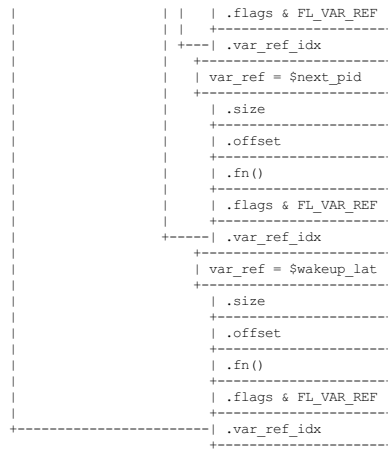 |                  | |   | .flags & FL_VAR_REF
|                  | |   +---------------------
|                  | +---| .var_ref_idx
|                  |   +---------------------
|                  |   | var_ref = $next_pid
|                  |   +---------------------
|                  |     | .size
|                  |     +---------------------
|                  |     | .offset
|                  |     +---------------------
|                  |     | .fn()
|                  |     +---------------------
|                  |     | .flags & FL_VAR_REF
|                  |     +---------------------
|                  +-----| .var_ref_idx
|                      +---------------------
|                      | var_ref = $wakeup_lat
|                      +---------------------
|                        | .size
|                        +---------------------
|                        | .offset
|                        +---------------------
|                        | .fn()
|                        +---------------------
|                        | .flags & FL_VAR_REF
|                        +---------------------
+------------------------| .var_ref_idx
                         +---------------------